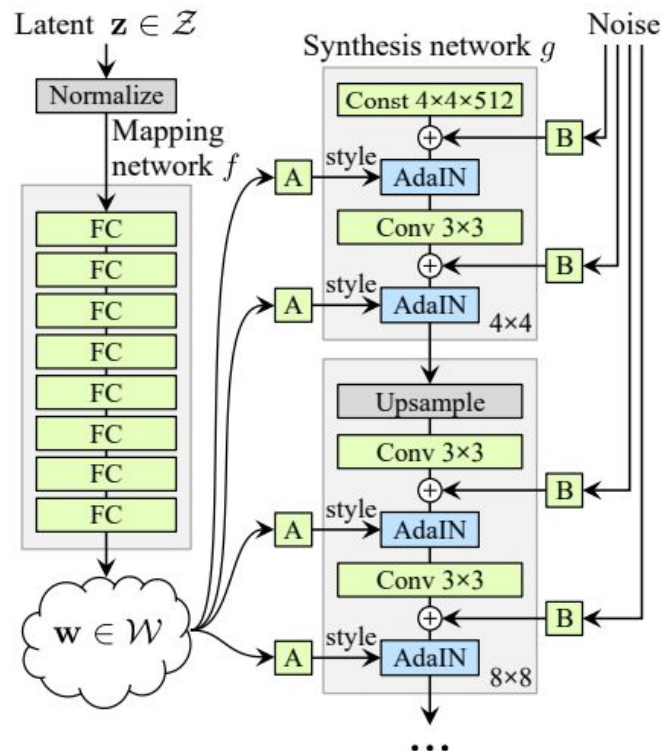 Latent z ∈ 𝒵
Normalize
Mapping
network f
FC
FC
FC
FC
FC
FC
FC
FC
w ∈ 𝒲
Synthesis network g
Noise
Const 4×4×512
B
A
style
AdaIN
Conv 3×3
B
A
style
AdaIN
4×4
Upsample
Conv 3×3
B
A
style
AdaIN
Conv 3×3
B
A
style
AdaIN
8×8
...